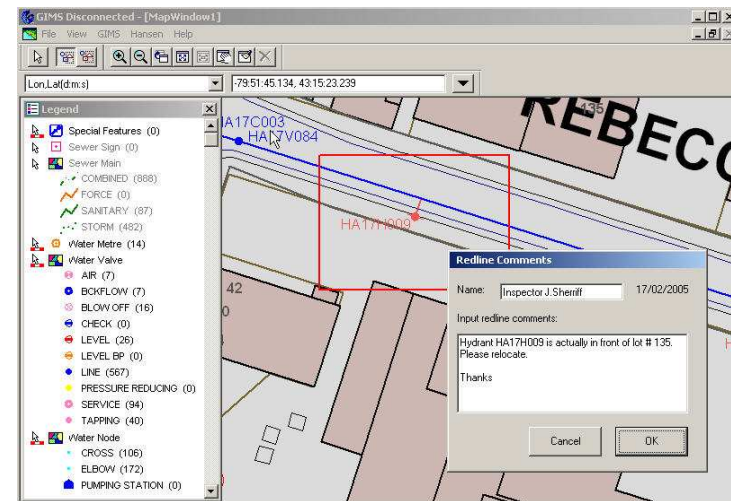 GIMS Disconnected - [MapWindow1]
File View GIMS Hansen Help
Lon,Lat(d:m:s)
-79:51:45.134, 43:15:23.239
Legend
Special Features (0)
Sewer Sign (0)
Sewer Main
COMBINED (888)
FORCE (0)
SANITARY (87)
STORM (482)
Water Metre (14)
Water Valve
AIR (7)
BCKFLOW (7)
BLOW OFF (16)
CHECK (0)
LEVEL (26)
LEVEL BP (0)
LINE (567)
PRESSURE REDUCING (0)
SERVICE (94)
TAPPING (40)
Water Node
CROSS (106)
ELBOW (172)
PUMPING STATION (0)
HA17C003
HA17V084
135
REBECC
HA17H009
42
Redline Comments
Name: Inspector J.Sherriff 17/02/2005
Input redline comments:
Hydrant HA17H009 is actually in front of lot # 135.
Please relocate.
Thanks
Cancel OK